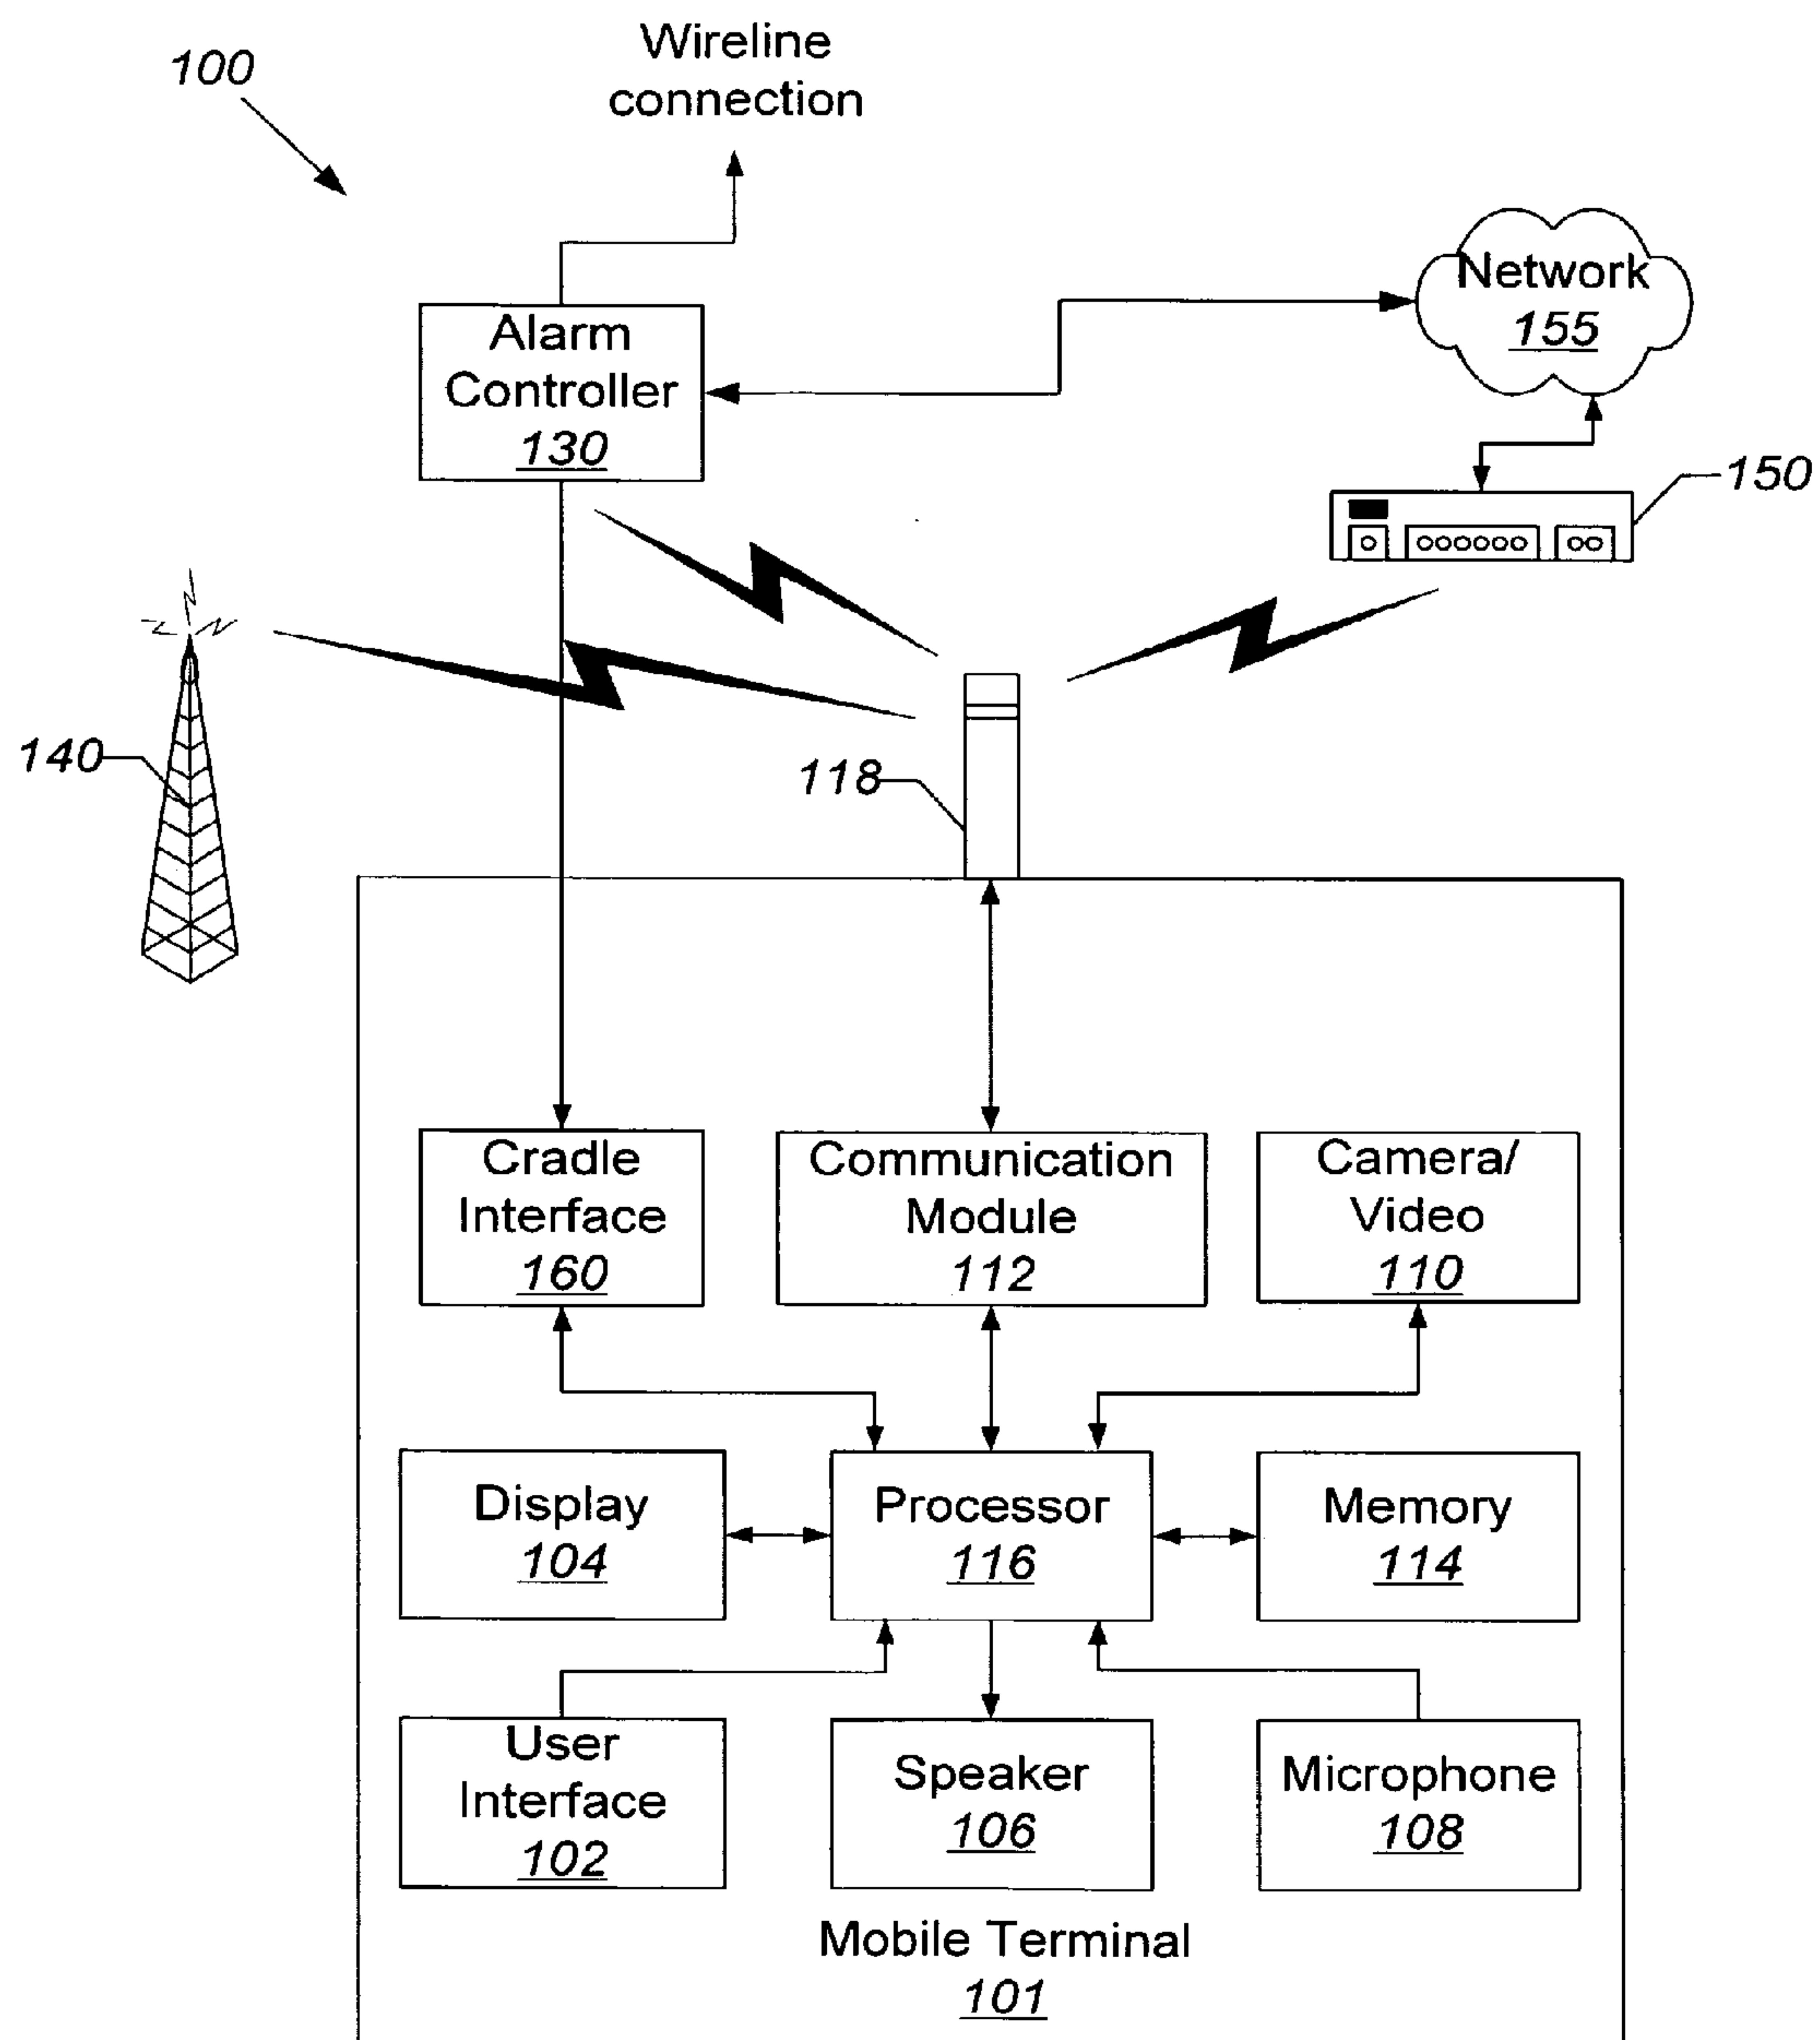 100
Wireline
connection
Network
155
Alarm
Controller
130
150
140
118
Cradle
Interface
160
Communication
Module
112
Camera/
Video
110
Display
104
Processor
116
Memory
114
User
Interface
102
Speaker
106
Microphone
108
Mobile Terminal
101